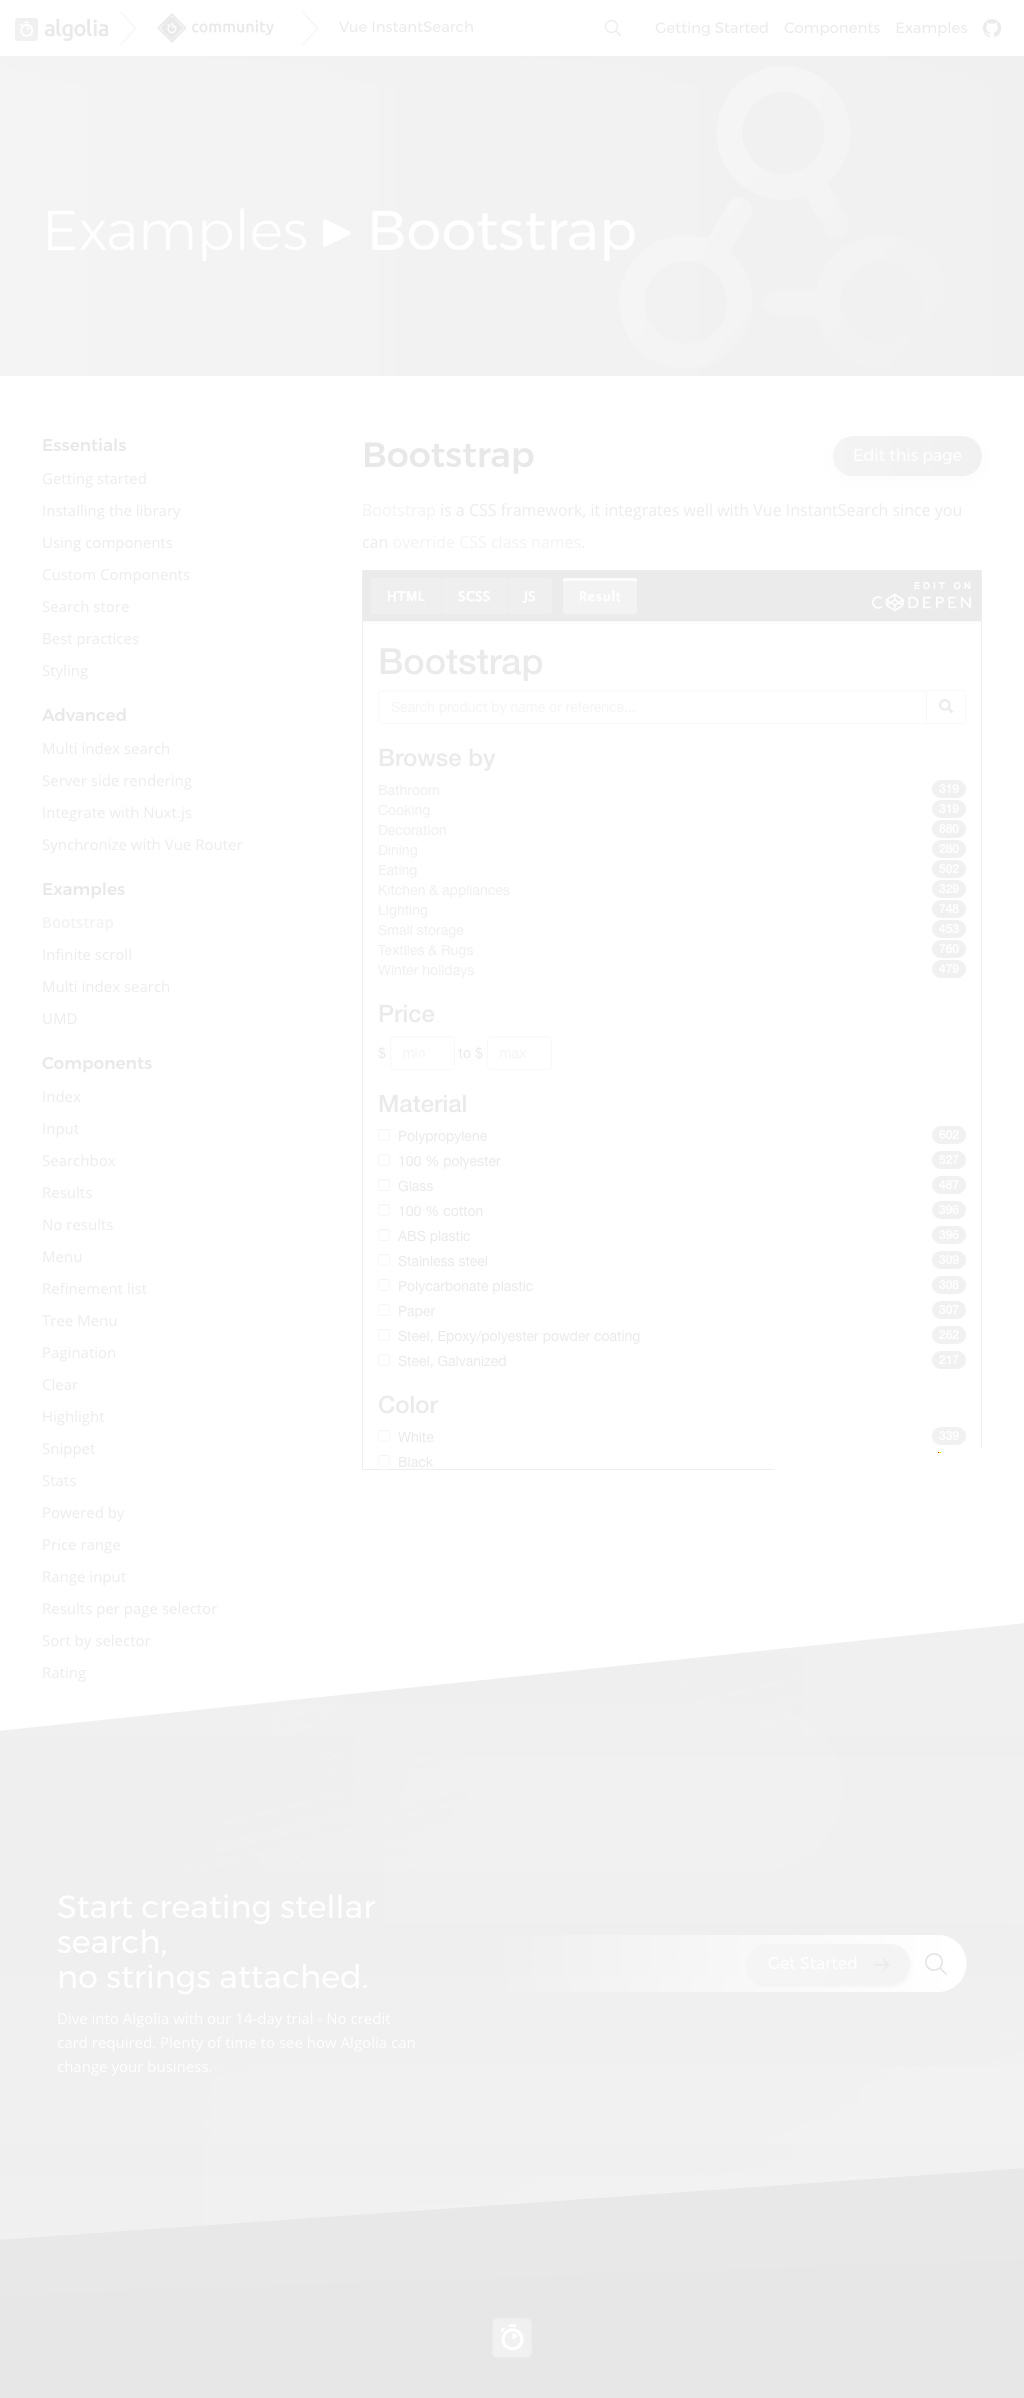 algolia community Vue InstantSearch Getting Started Components Examples
Examples ▸ Bootstrap
Essentials
Getting started
Installing the library
Using components
Custom Components
Search store
Best practices
Styling
Advanced
Multi index search
Server side rendering
Integrate with Nuxt.js
Synchronize with Vue Router
Examples
Bootstrap
Infinite scroll
Multi index search
UMD
Components
Index
Input
Searchbox
Results
No results
Menu
Refinement list
Tree Menu
Pagination
Clear
Highlight
Snippet
Stats
Powered by
Price range
Range input
Results per page selector
Sort by selector
Rating
Bootstrap
Edit this page
Bootstrap is a CSS framework, it integrates well with Vue InstantSearch since you
can override CSS class names.
HTML SCSS JS Result
EDIT ON
CODEPEN
Bootstrap
Search product by name or reference...
Browse by
Bathroom 319
Cooking 319
Decoration 880
Dining 280
Eating 502
Kitchen & appliances 329
Lighting 748
Small storage 453
Textiles & Rugs 760
Winter holidays 479
Price
$ min to $ max
Material
Polypropylene 602
100 % polyester 527
Glass 487
100 % cotton 396
ABS plastic 396
Stainless steel 309
Polycarbonate plastic 308
Paper 307
Steel, Epoxy/polyester powder coating 262
Steel, Galvanized 217
Color
White 339
Black
Start creating stellar
search,
no strings attached.
Dive into Algolia with our 14-day trial - No credit
card required. Plenty of time to see how Algolia can
change your business.
Get Started